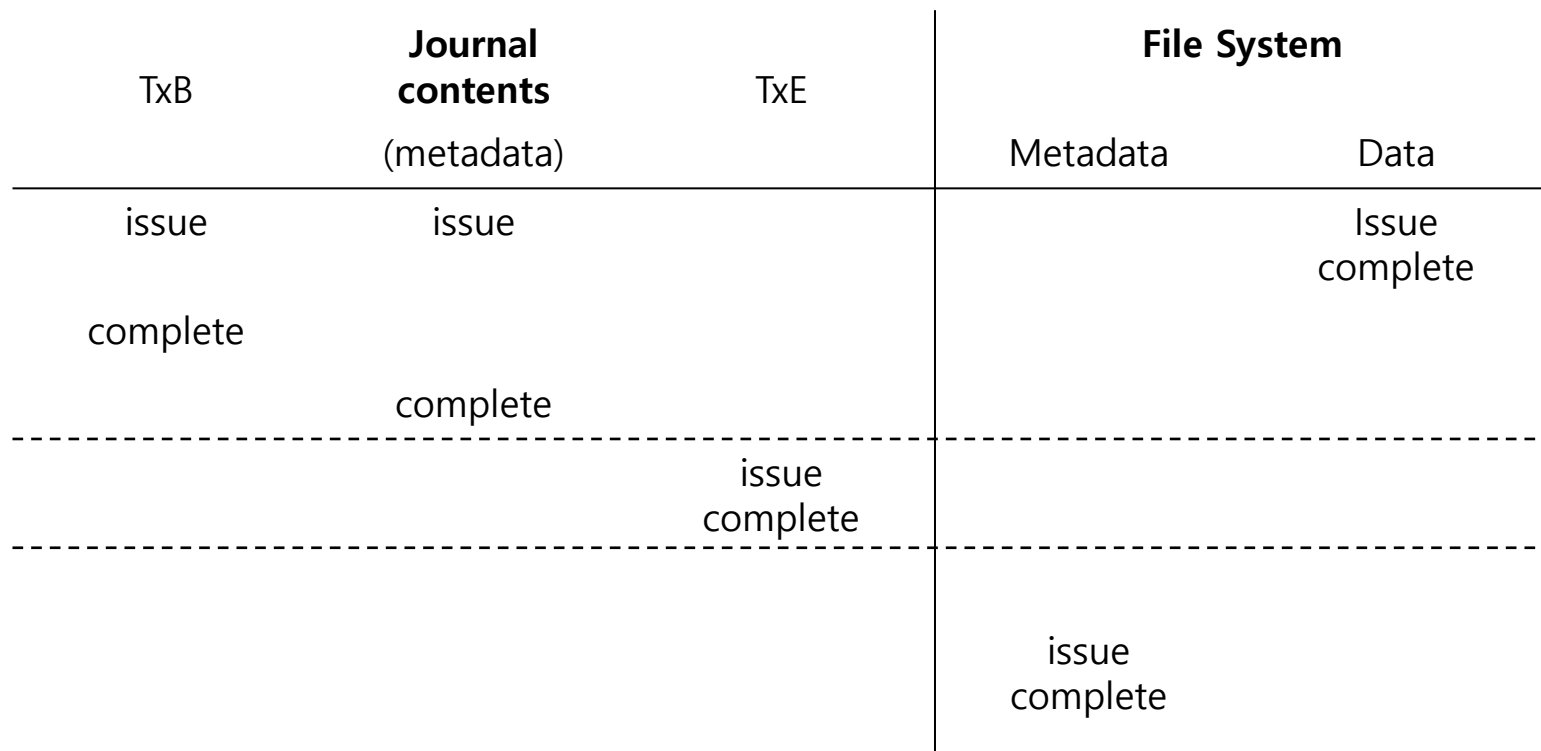 Journal File System
TxB contents TxE
(metadata) Metadata Data
issue issue Issue
complete
complete
complete
issue
complete
issue
complete